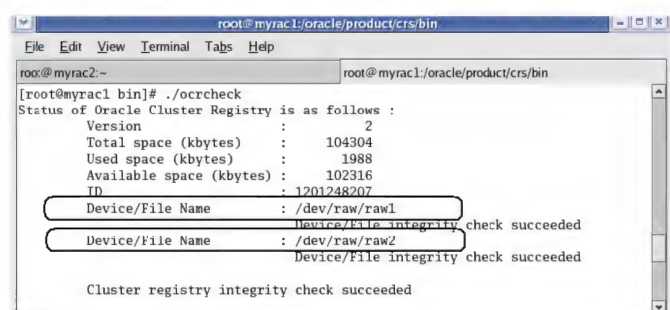 root@myrac1:/oracle/product/crs/bin
File Edit View Terminal Tabs Help
root@myrac2:~ root@myrac1:/oracle/product/crs/bin
[root@myrac1 bin]# ./ocrcheck
Status of Oracle Cluster Registry is as follows :
Version : 2
Total space (kbytes) : 104304
Used space (kbytes) : 1988
Available space (kbytes) : 102316
ID : 1201248207
Device/File Name : /dev/raw/raw1
Device/File integrity check succeeded
Device/File Name : /dev/raw/raw2
Device/File integrity check succeeded
Cluster registry integrity check succeeded